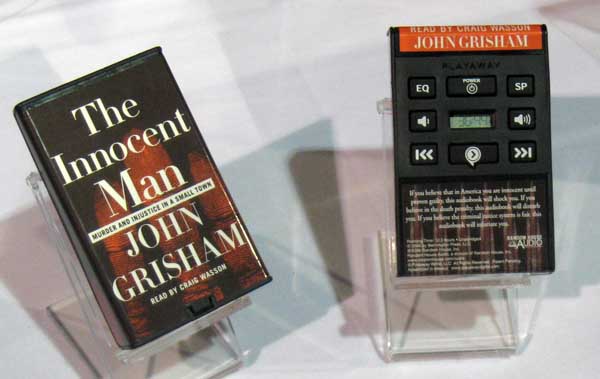 The
Innocent
Man
MURDER AND INJUSTICE IN A SMALL TOWN
JOHN
GRISHAM
READ BY CRAIG WASSON
READ BY CRAIG WASSON
JOHN GRISHAM
PLAYAWAY
EQ
POWER
SP
If you believe that in America you are innocent until
proven guilty, this audiobook will shock you. If you
believe in the death penalty, this audiobook will disturb
you. If you believe the criminal justice system is fair, this
audiobook will infuriate you.
RANDOM HOUSE
AUDIO